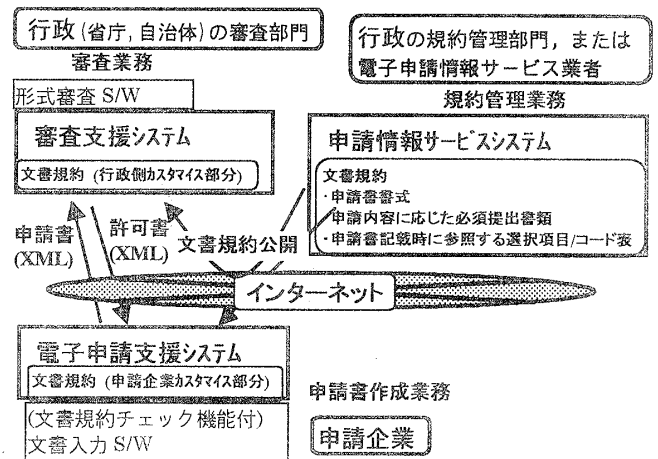 行政(省庁,自治体)の審査部門
審査業務
形式審査 S/W
審査支援システム
文書規約 (行政側カスタマイズ部分)
行政の規約管理部門, または
電子申請情報サービス業者
規約管理業務
申請情報サービスシステム
文書規約
・申請書書式
・申請内容に応じた必須提出書類
・申請書記載時に参照する選択項目/コード表
申請書
(XML)
許可書
(XML)
文書規約公開
インターネット
電子申請支援システム
文書規約 (申請企業カスタマイズ部分)
(文書規約チェック機能付)
文書入力 S/W
申請書作成業務
申請企業